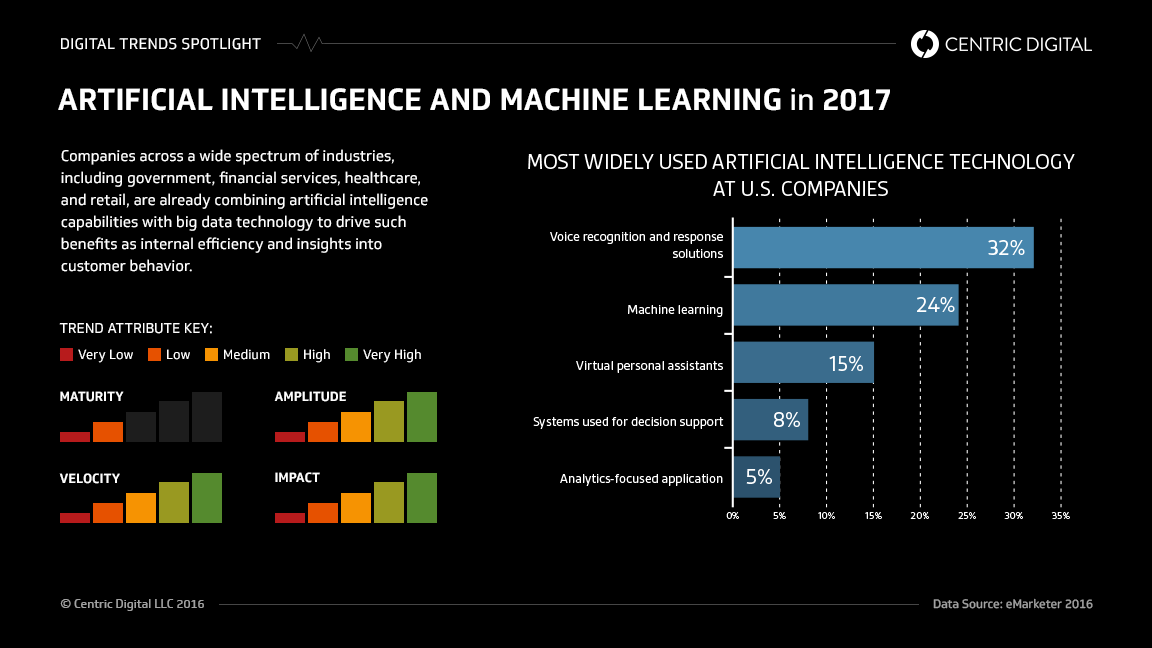 DIGITAL TRENDS SPOTLIGHT
CENTRIC DIGITAL
ARTIFICIAL INTELLIGENCE AND MACHINE LEARNING in 2017
Companies across a wide spectrum of industries,
including government, financial services, healthcare,
and retail, are already combining artificial intelligence
capabilities with big data technology to drive such
benefits as internal efficiency and insights into
customer behavior.
TREND ATTRIBUTE KEY:
Very Low
Low
Medium
High
Very High
MATURITY
AMPLITUDE
VELOCITY
IMPACT
MOST WIDELY USED ARTIFICIAL INTELLIGENCE TECHNOLOGY
AT U.S. COMPANIES
Voice recognition and response
solutions
32%
Machine learning
24%
Virtual personal assistants
15%
Systems used for decision support
8%
Analytics-focused application
5%
0% 5% 10% 15% 20% 25% 30% 35%
© Centric Digital LLC 2016
Data Source: eMarketer 2016